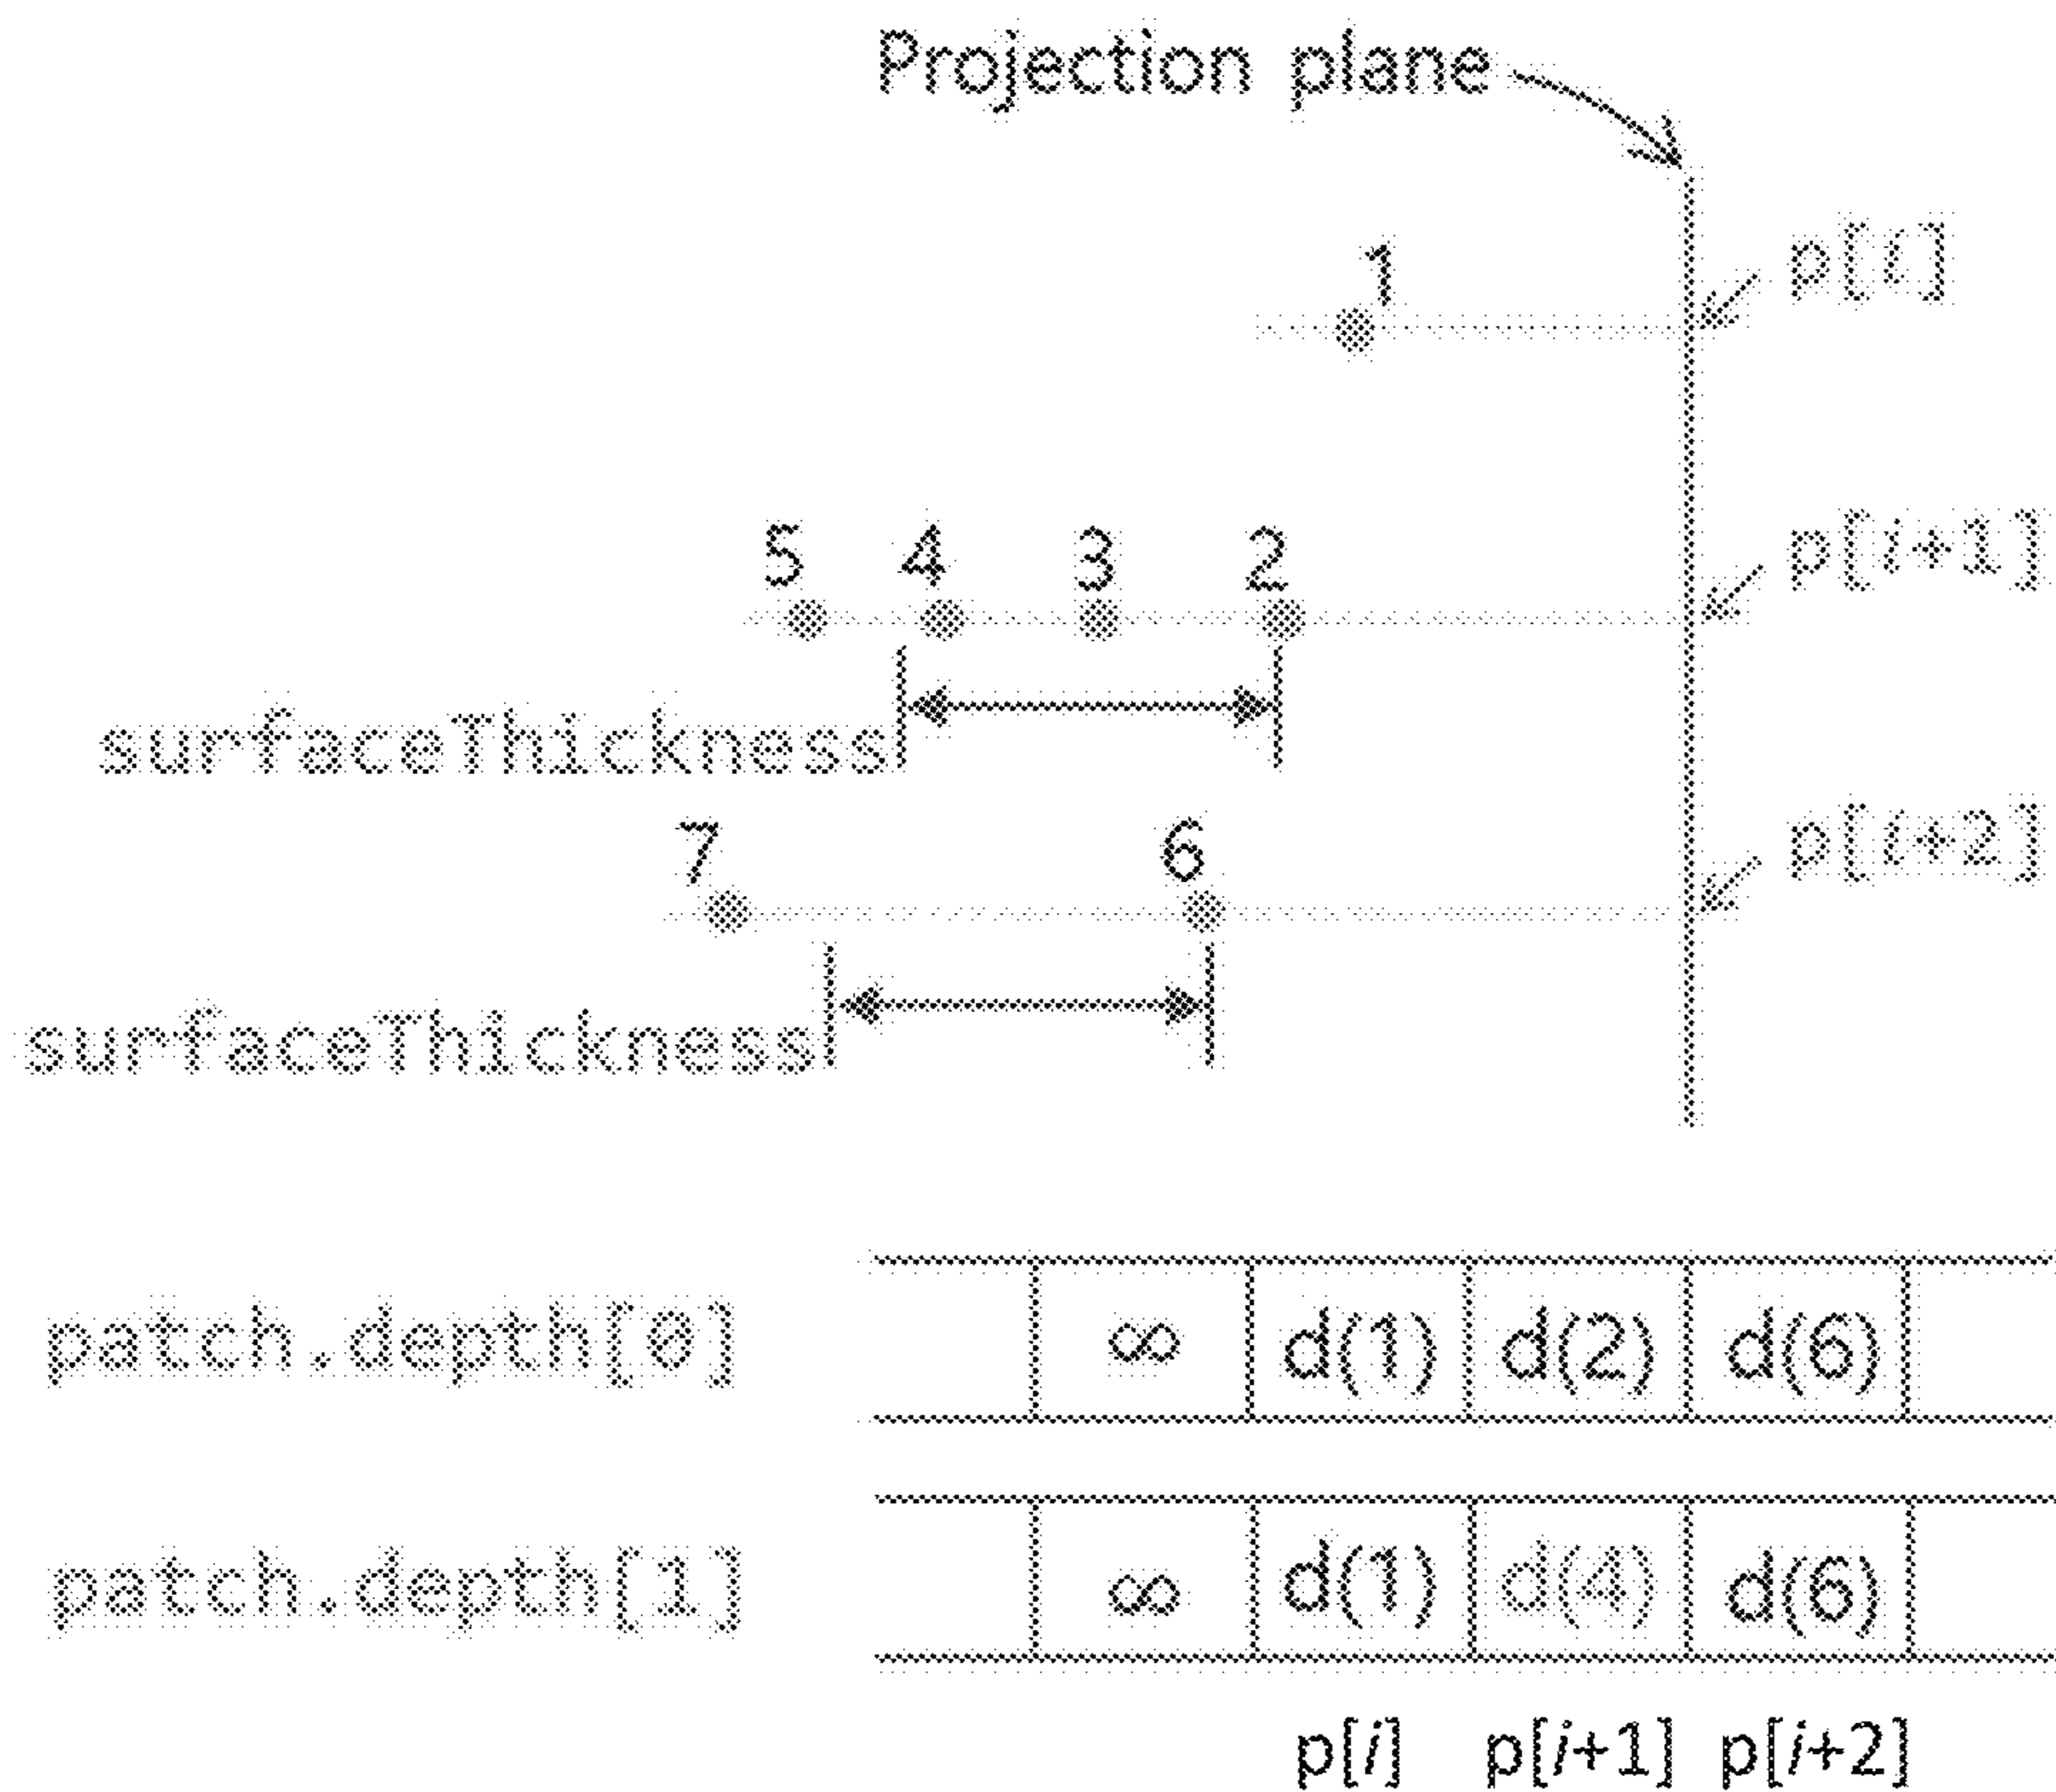 Projection plane
1
p[i]
5 4 3 2
p[i+1]
surfaceThickness
7 6
p[i+2]
surfaceThickness
patch.depth[0] ∞ d(1) d(2) d(6)
patch.depth[1] ∞ d(1) d(4) d(6)
p[i] p[i+1] p[i+2]